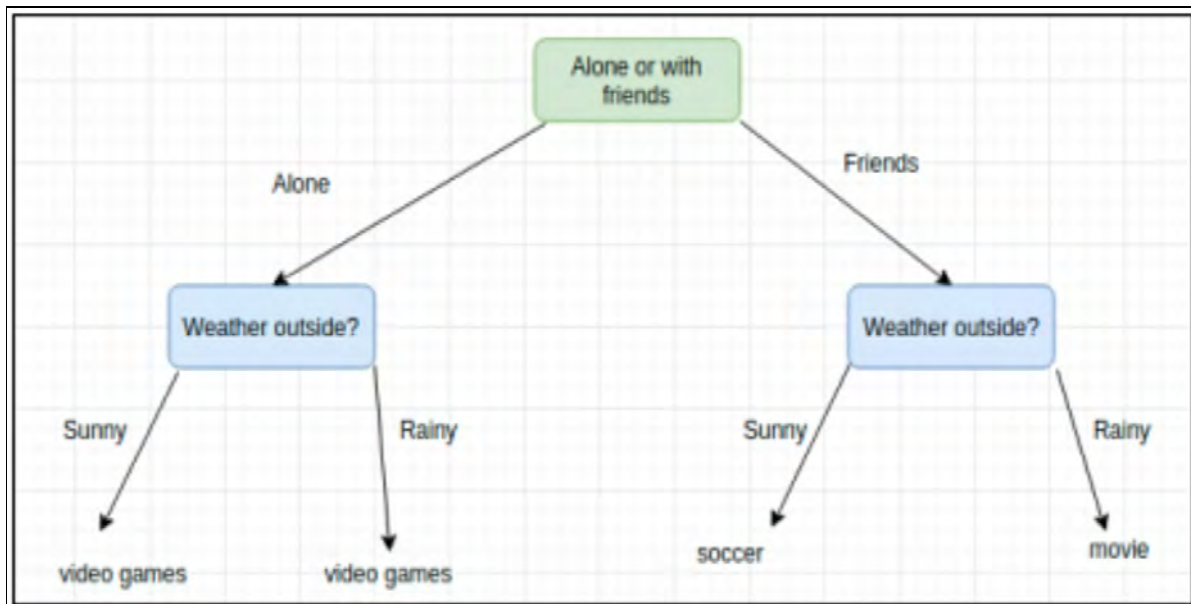 Alone or with
friends
Alone
Friends
Weather outside?
Weather outside?
Sunny
Rainy
Sunny
Rainy
video games
video games
soccer
movie